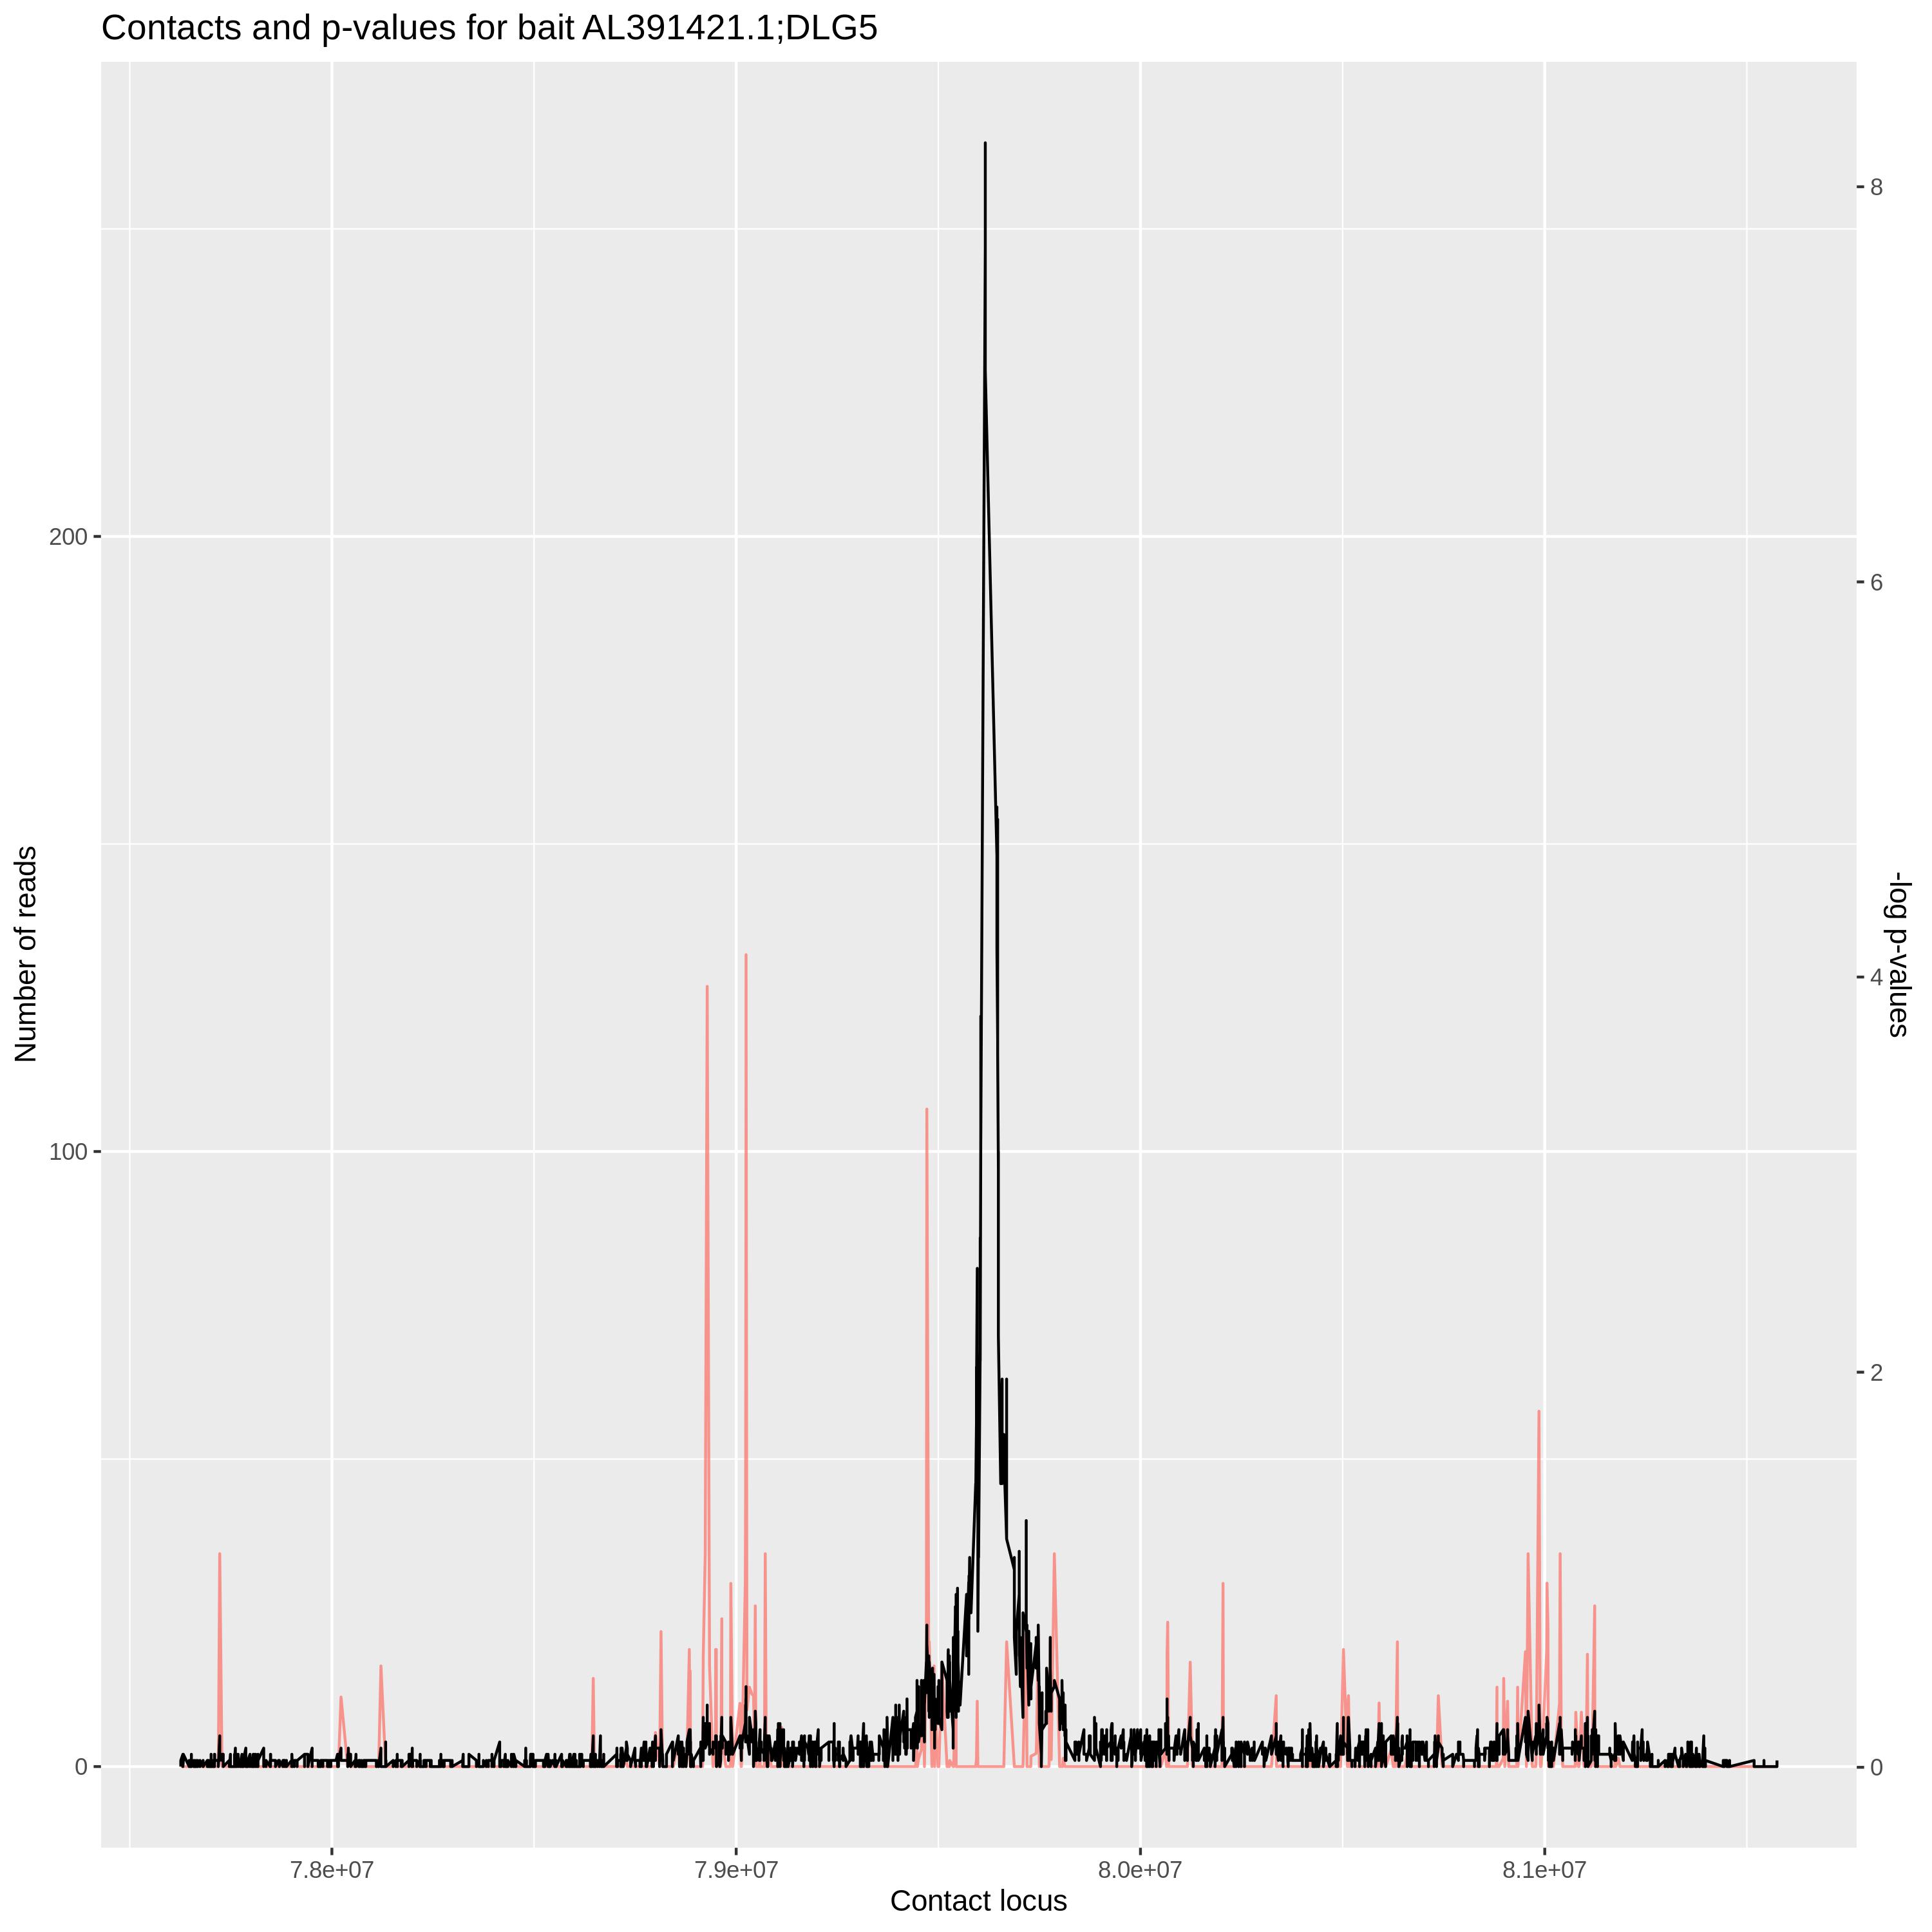 Contacts and p-values for bait AL391421.1;DLG5
Number of reads
200
100
0
8
6
4
2
0
-log p-values
7.8e+07
7.9e+07
8.0e+07
8.1e+07
Contact locus